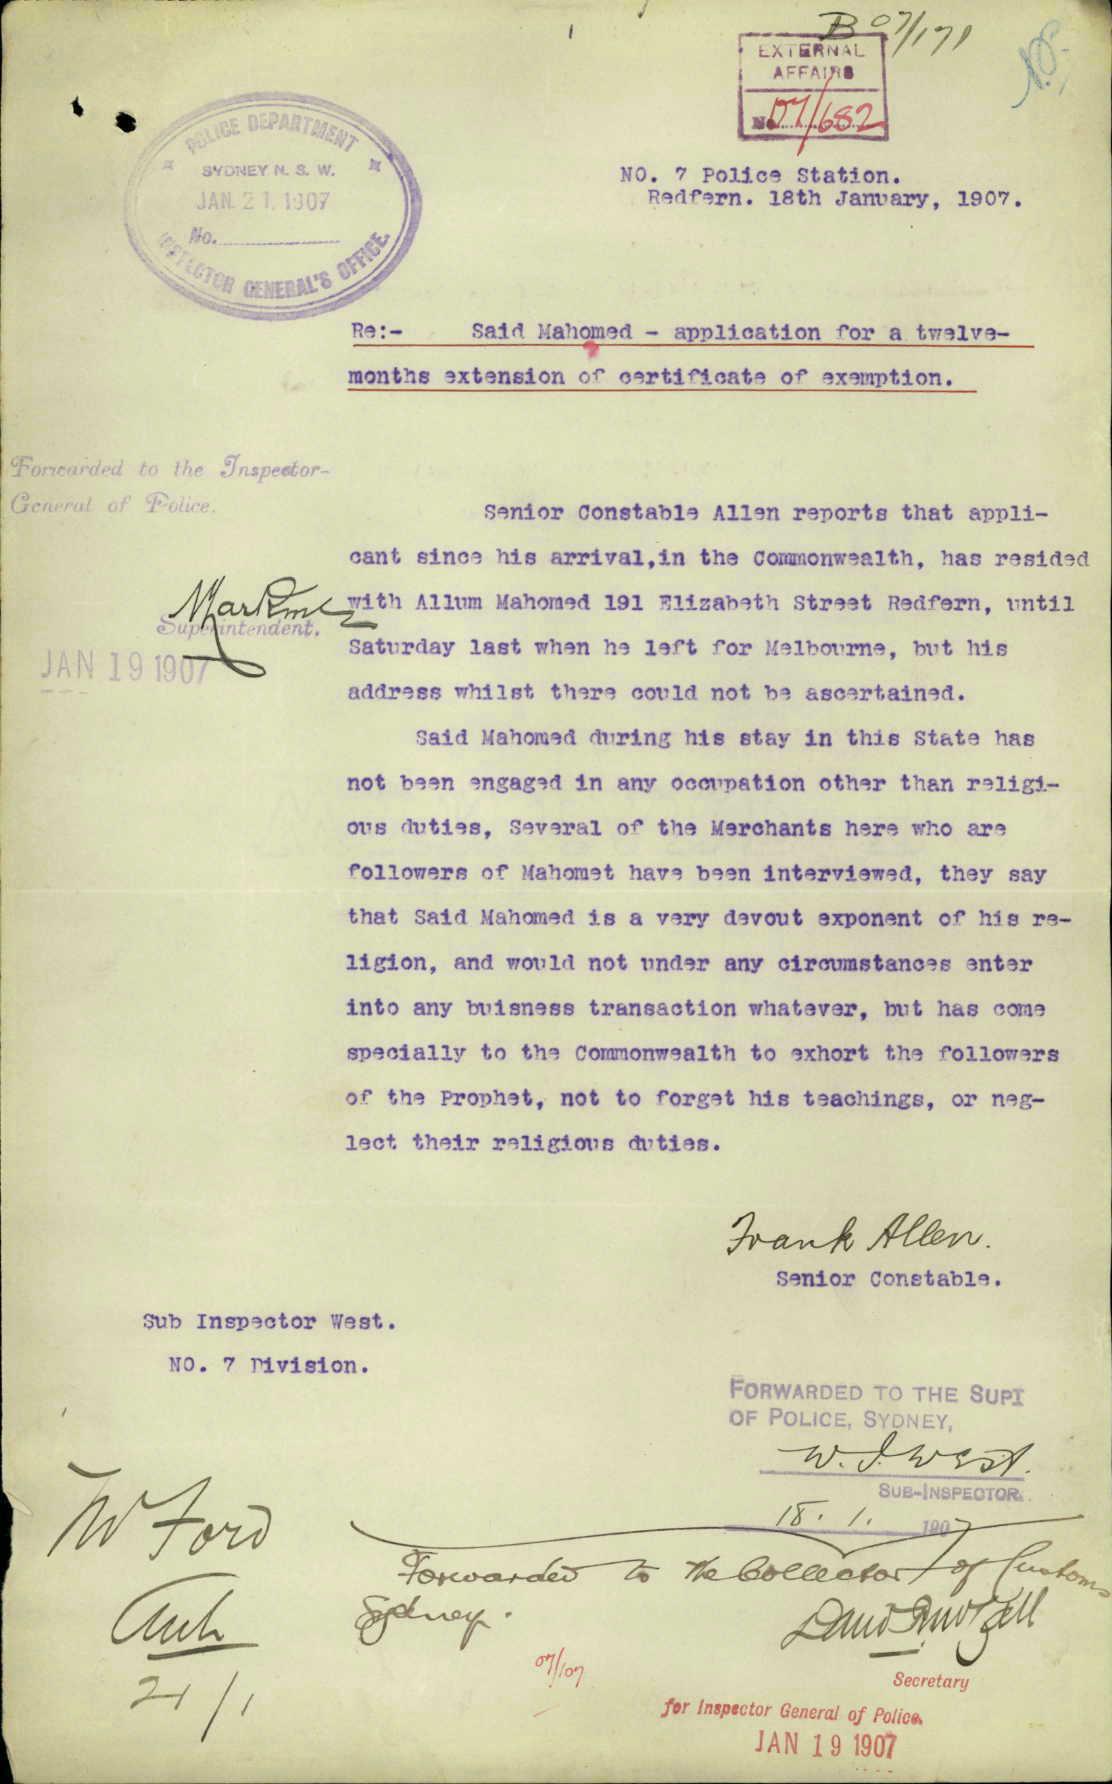 B 07/171
EXTERNAL
AFFAIRS
No. 07/682
POLICE DEPARTMENT
SYDNEY N. S. W.
JAN. 21. 1907
No.
INSPECTOR GENERAL'S OFFICE.
NO. 7 Police Station.
Redfern. 18th January, 1907.
Re:- Said Mahomed - application for a twelve-
months extension of certificate of exemption.
Forwarded to the Inspector-
General of Police.
Superintendent.
JAN 19 1907
Senior Constable Allen reports that appli-
cant since his arrival,in the Commonwealth, has resided
with Allum Mahomed 191 Elizabeth Street Redfern, until
Saturday last when he left for Melbourne, but his
address whilst there could not be ascertained.
Said Mahomed during his stay in this State has
not been engaged in any occupation other than religi-
ous duties, Several of the Merchants here who are
followers of Mahomet have been interviewed, they say
that Said Mahomed is a very devout exponent of his re-
ligion, and would not under any circumstances enter
into any buisness transaction whatever, but has come
specially to the Commonwealth to exhort the followers
of the Prophet, not to forget his teachings, or neg-
lect their religious duties.
Frank Allen.
Senior Constable.
Sub Inspector West.
NO. 7 Division.
FORWARDED TO THE SUPT
OF POLICE, SYDNEY,
W. J. West.
SUB-INSPECTOR.
18. 1. 1907
Mr Ford
21/1
Forwarded to the Collector of Customs
Sydney.
07/107
Secretary
for Inspector General of Police.
JAN 19 1907